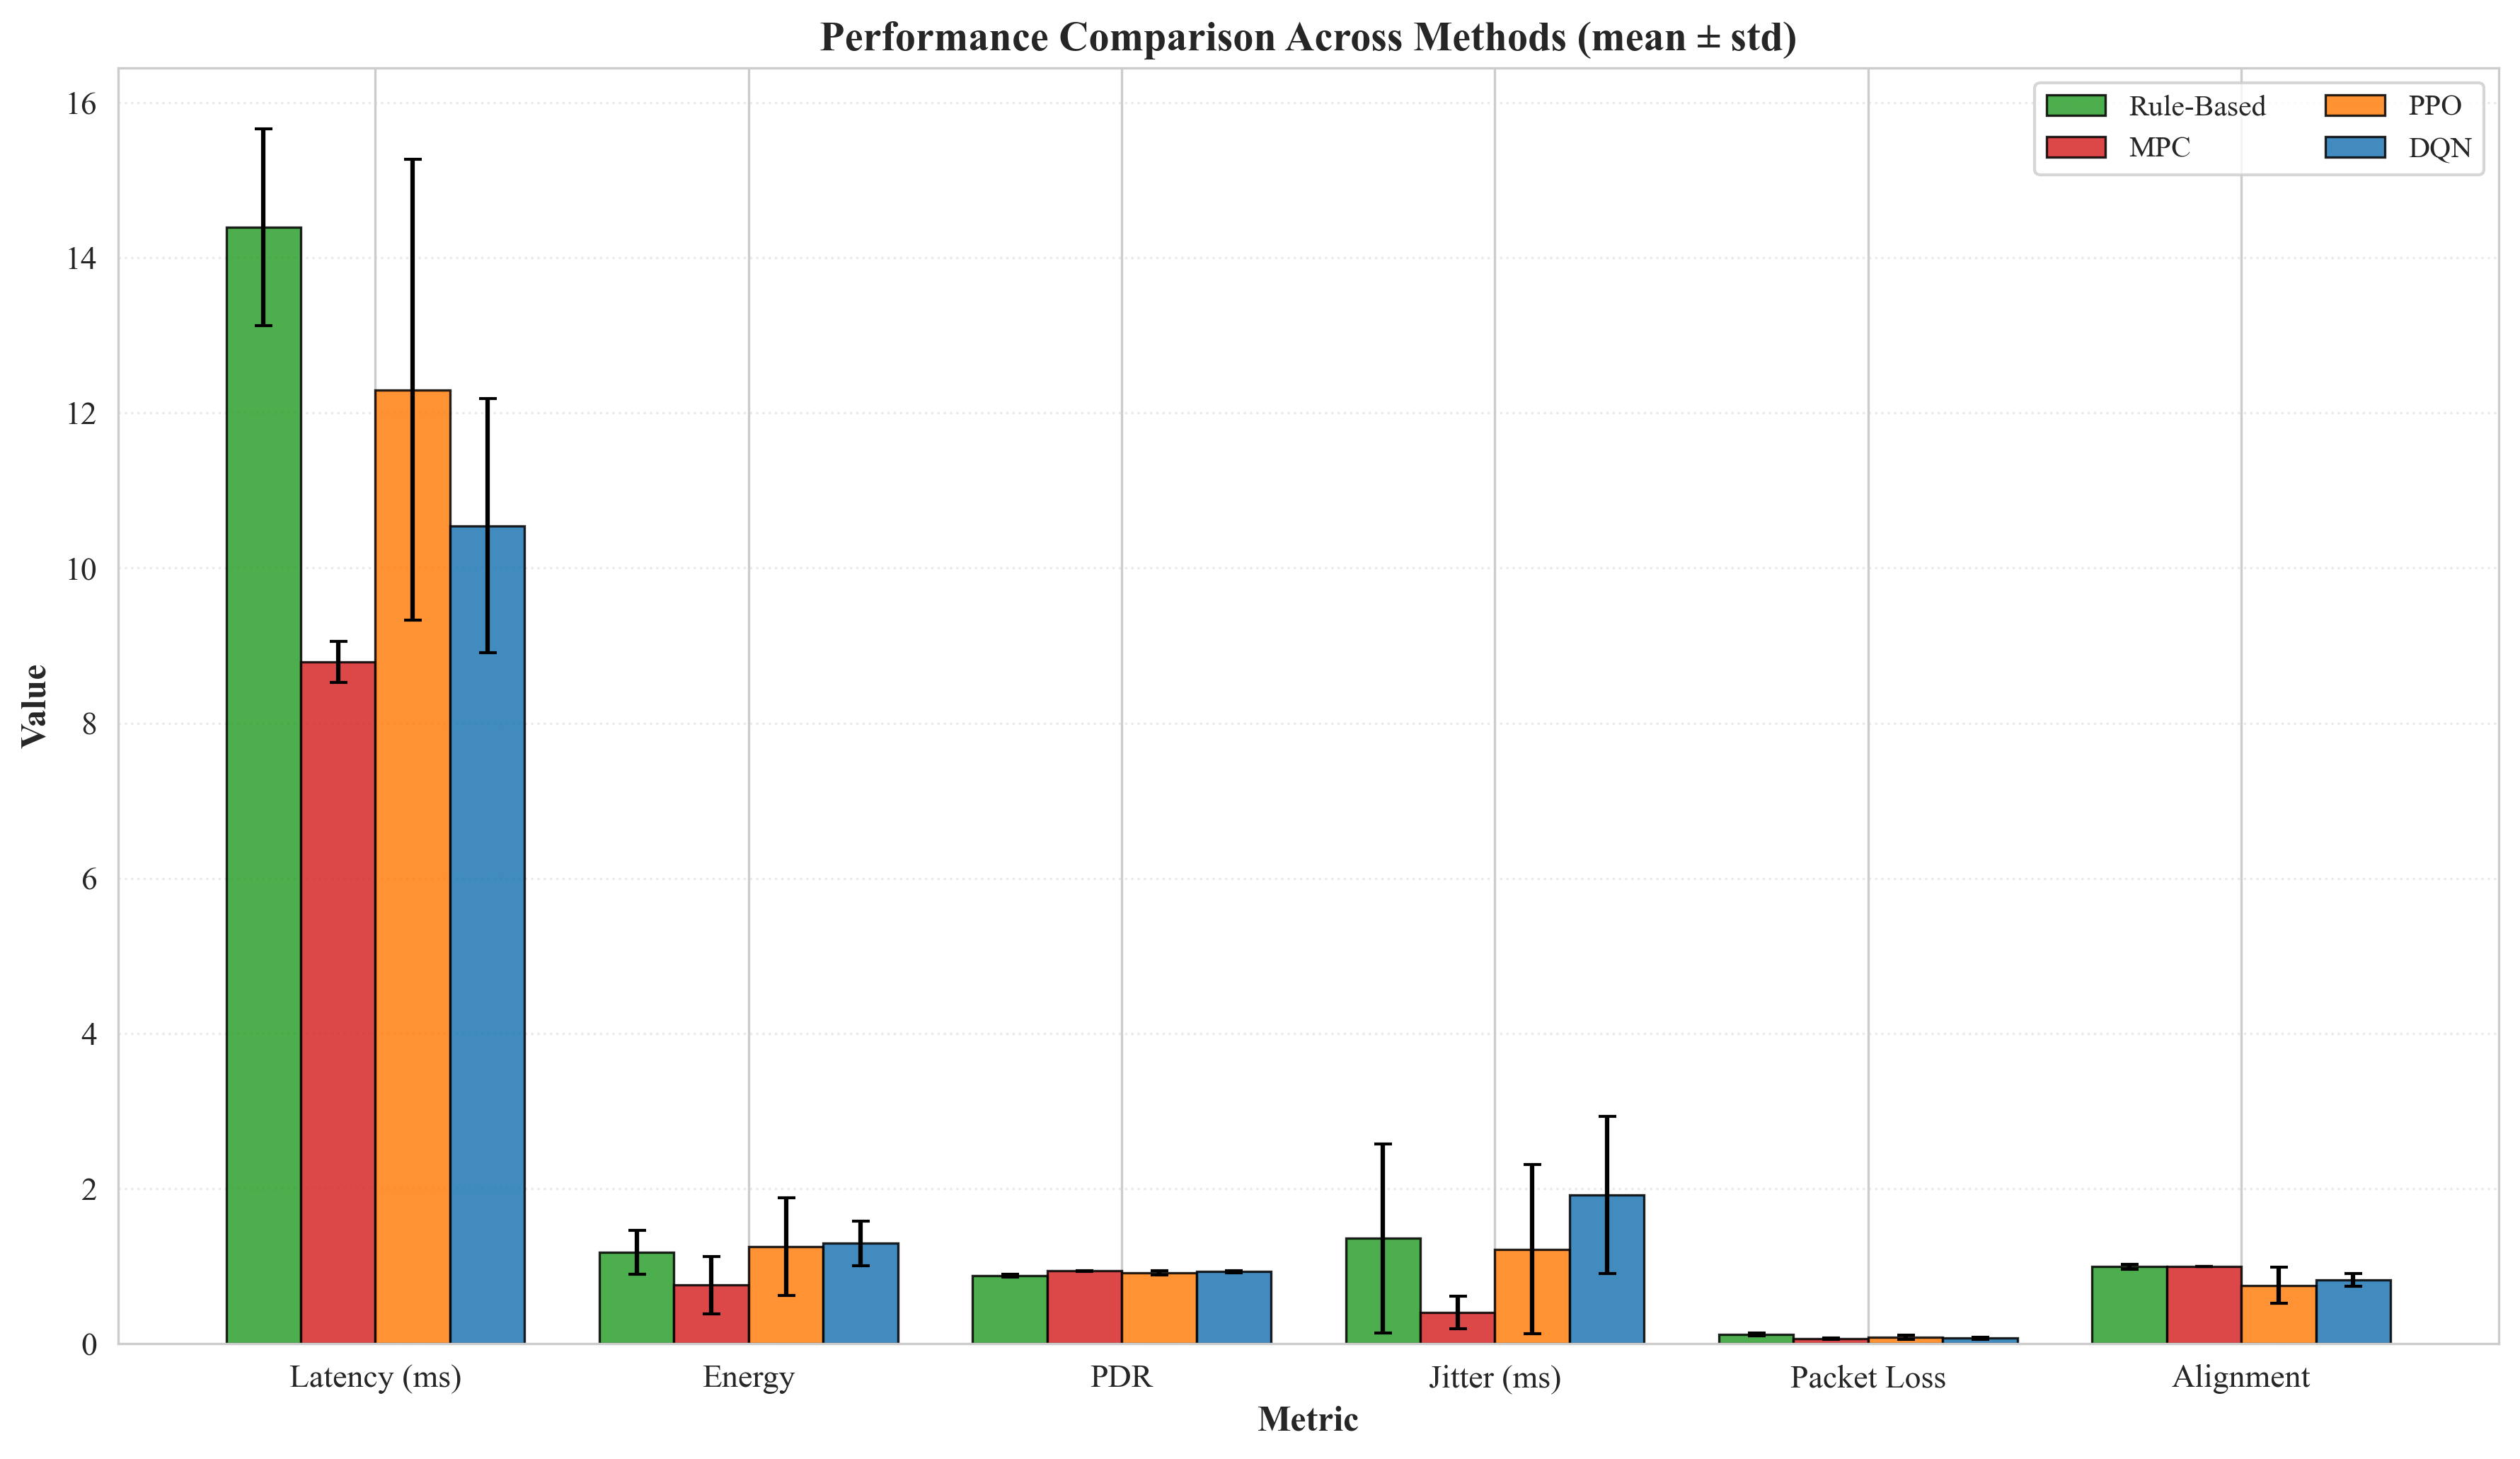 Performance Comparison Across Methods (mean ± std)
Rule-Based
MPC
PPO
DQN
Value
16
14
12
10
8
6
4
2
0
Latency (ms)
Energy
PDR
Jitter (ms)
Packet Loss
Alignment
Metric